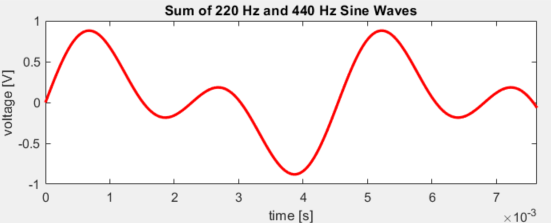 Sum of 220 Hz and 440 Hz Sine Waves
1
0.5
0
-0.5
-1
voltage [V]
0 1 2 3 4 5 6 7
×10⁻³
time [s]